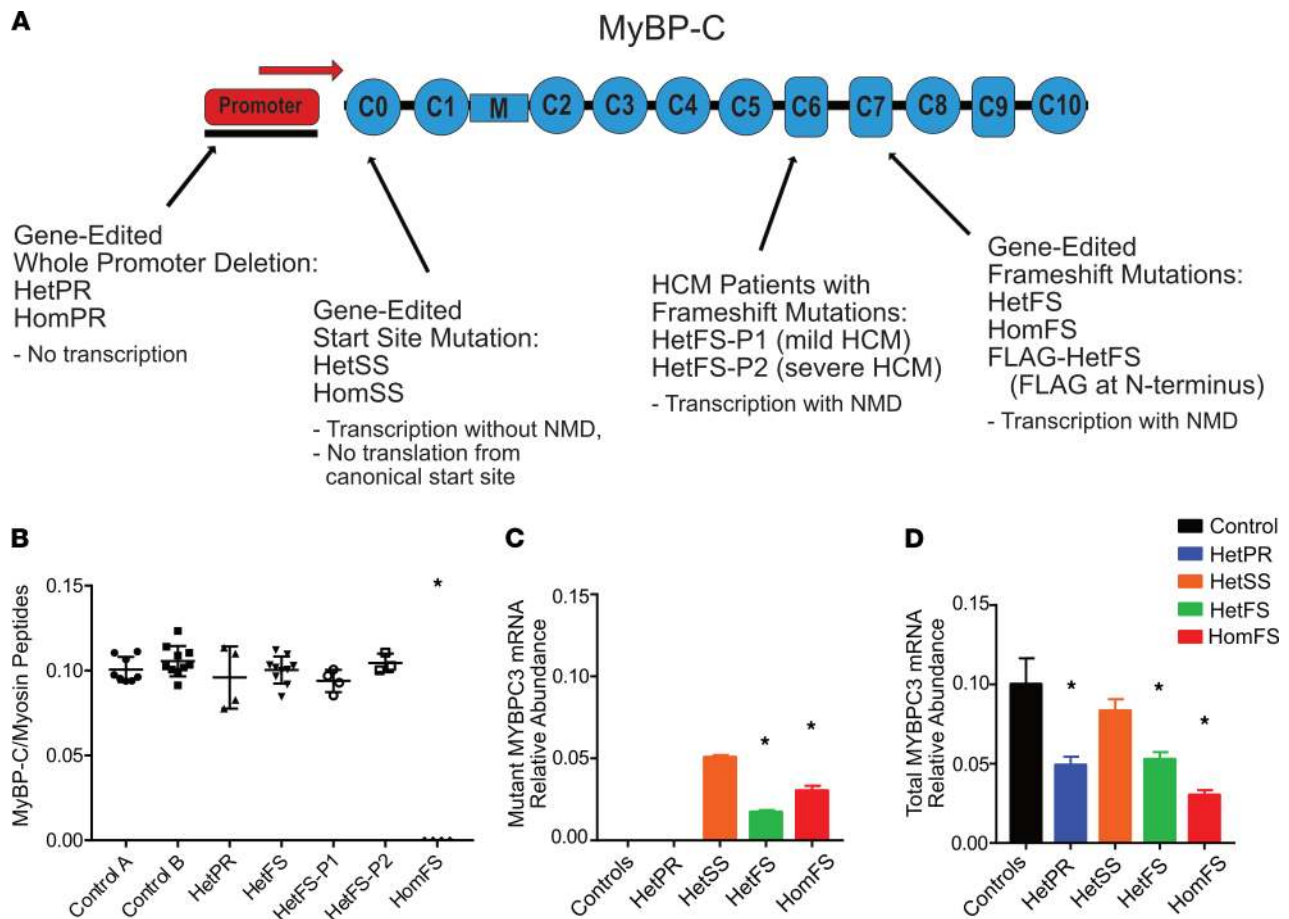 A
MyBP-C
Promoter
C0
C1
M
C2
C3
C4
C5
C6
C7
C8
C9
C10
Gene-Edited
Whole Promoter Deletion:
HetPR
HomPR
- No transcription
Gene-Edited
Start Site Mutation:
HetSS
HomSS
- Transcription without NMD,
- No translation from
canonical start site
HCM Patients with
Frameshift Mutations:
HetFS-P1 (mild HCM)
HetFS-P2 (severe HCM)
- Transcription with NMD
Gene-Edited
Frameshift Mutations:
HetFS
HomFS
FLAG-HetFS
(FLAG at N-terminus)
- Transcription with NMD
B
MyBP-C/Myosin Peptides
0.15
0.10
0.05
0.00
*
Control A
Control B
HetPR
HetFS
HetFS-P1
HetFS-P2
HomFS
C
Mutant MYBPC3 mRNA
Relative Abundance
0.15
0.10
0.05
0.00
*
*
Controls
HetPR
HetSS
HetFS
HomFS
D
Control
HetPR
HetSS
HetFS
HomFS
Total MYBPC3 mRNA
Relative Abundance
0.15
0.10
0.05
0.00
*
*
*
Controls
HetPR
HetSS
HetFS
HomFS